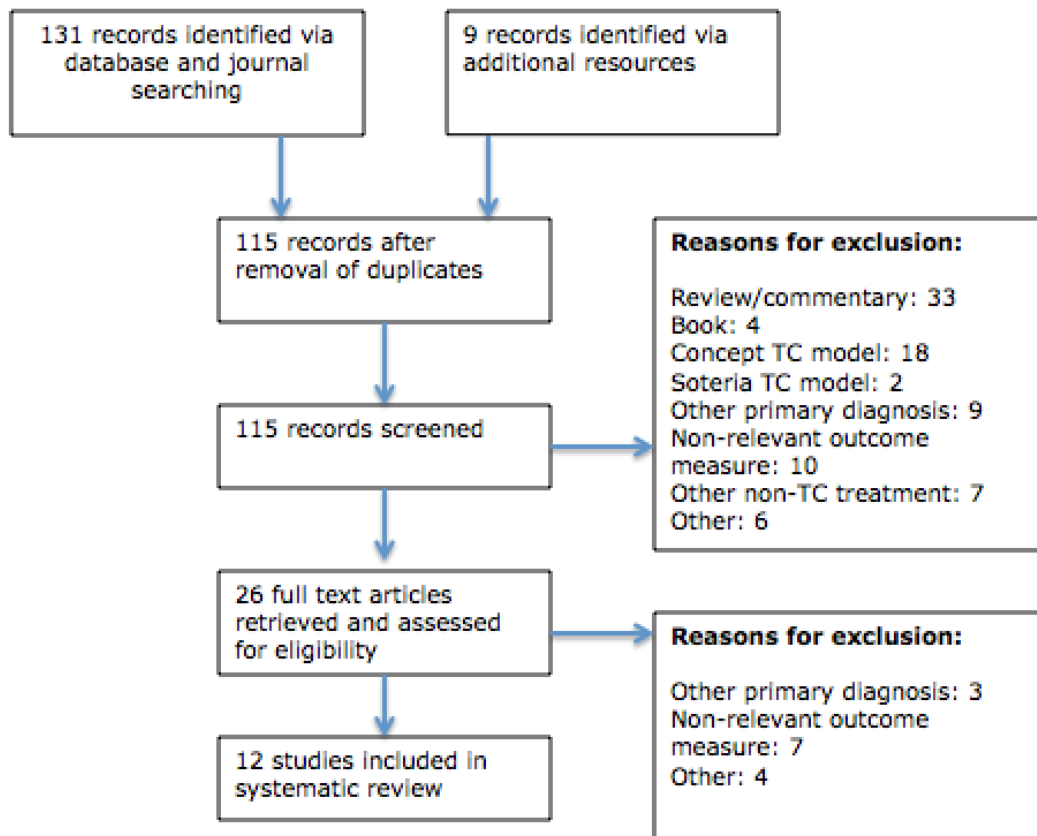 131 records identified via
database and journal
searching
9 records identified via
additional resources
115 records after
removal of duplicates
Reasons for exclusion:
Review/commentary: 33
Book: 4
Concept TC model: 18
Soteria TC model: 2
Other primary diagnosis: 9
Non-relevant outcome
measure: 10
Other non-TC treatment: 7
Other: 6
115 records screened
26 full text articles
retrieved and assessed
for eligibility
Reasons for exclusion:
Other primary diagnosis: 3
Non-relevant outcome
measure: 7
Other: 4
12 studies included in
systematic review